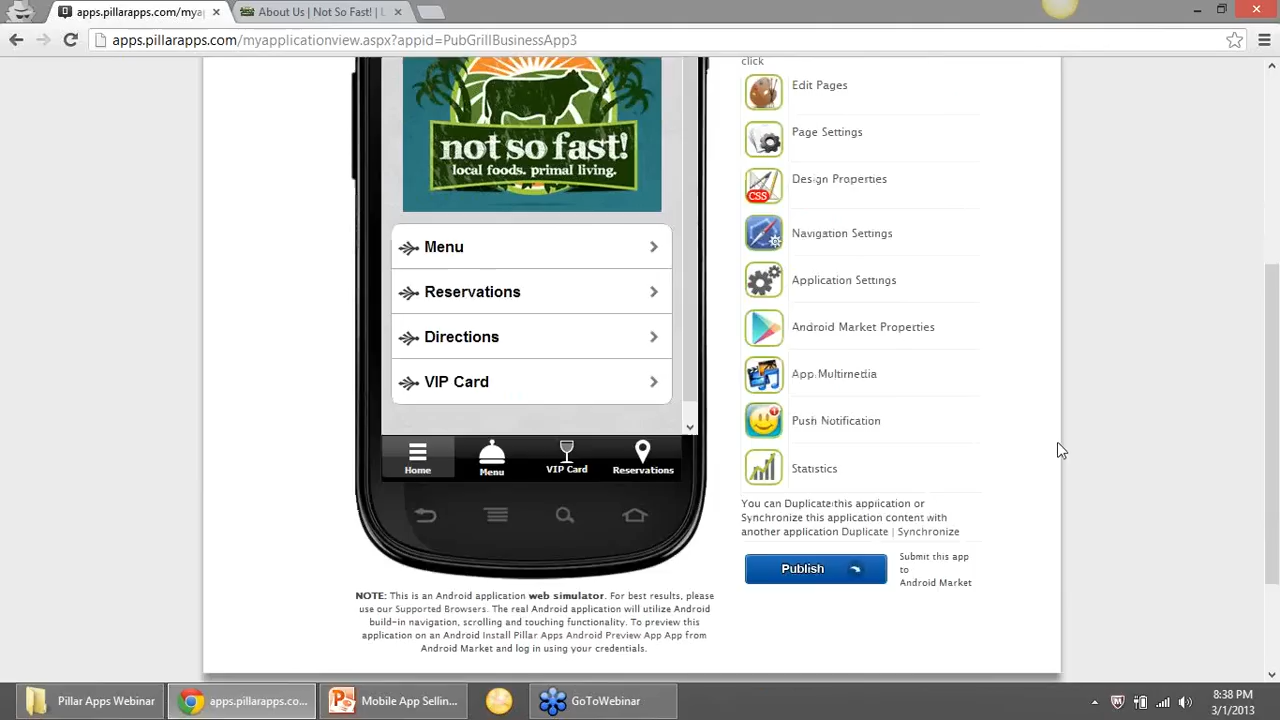 apps.pillarapps.com/mya
About Us | Not So Fast! | L
apps.pillarapps.com/myapplicationview.aspx?appid=PubGrillBusinessApp3
not so fast!
local foods. primal living.
Menu
Reservations
Directions
VIP Card
Home
Menu
VIP Card
Reservations
NOTE: This is an Android application web simulator. For best results, please
use our Supported Browsers. The real Android application will utilize Android
build-in navigation, scrolling and touching functionality. To preview this
application on an Android Install Pillar Apps Android Preview App App from
Android Market and log in using your credentials.
click
Edit Pages
Page Settings
CSS
Design Properties
Navigation Settings
Application Settings
Android Market Properties
App Multimetiia
Push Notification
Statistics
You can Duplicate this application or
Synchronize this application content with
another application Duplicate | Synchronize
Publish
Submit this app
to
Android Market
Pillar Apps Webinar
apps.pillarapps.co...
Mobile App Sellin...
GoToWebinar
8:38 PM
3/1/2013